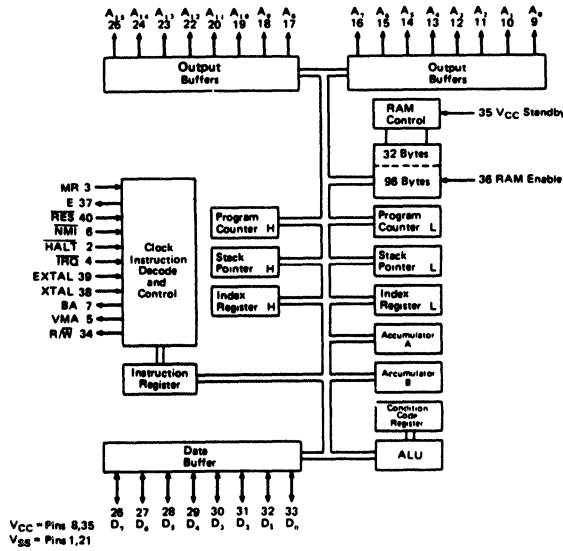 A₁₅ A₁₄ A₁₃ A₁₂ A₁₁ A₁₀ A₉ A₈
25 24 23 22 20 19 18 17
A₇ A₆ A₅ A₄ A₃ A₂ A₁ A₀
16 15 14 13 12 11 10 9
Output
Buffers
Output
Buffers
RAM
Control
35 VCC Standby
32 Bytes
96 Bytes
36 RAM Enable
MR 3
E 37
R̅E̅S̅ 40
N̅M̅I̅ 6
H̅A̅L̅T̅ 2
I̅R̅Q̅ 4
EXTAL 39
XTAL 38
BA 7
VMA 5
R/W̅ 34
Clock
Instruction
Decode
and
Control
Program
Counter H
Program
Counter L
Stack
Pointer H
Stack
Pointer L
Index
Register H
Index
Register L
Accumulator
A
Instruction
Register
Accumulator
B
Condition
Code
Register
ALU
Data
Buffer
26 27 28 29 30 31 32 33
D₇ D₆ D₅ D₄ D₃ D₂ D₁ D₀
VCC = Pins 8,35
VSS = Pins 1,21